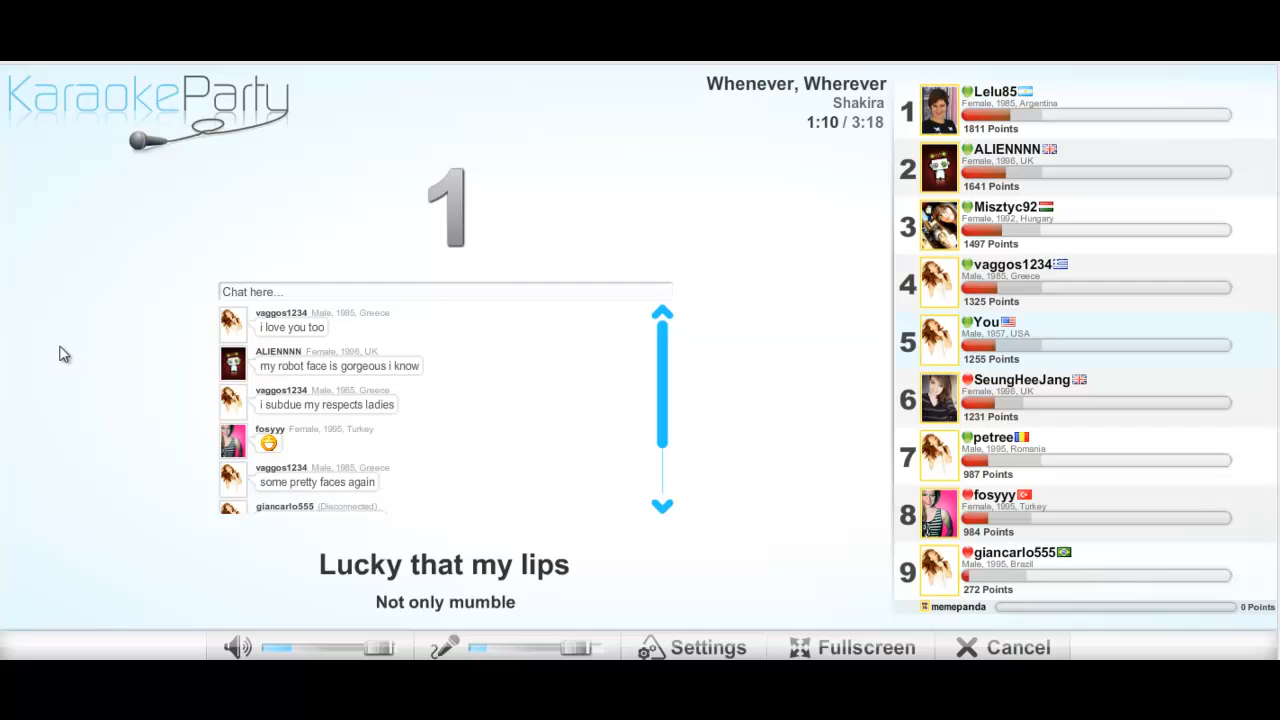 KaraokeParty
Whenever, Wherever
Shakira
1:10 / 3:18
1
Chat here...
vaggos1234 Male, 1985, Greece
i love you too
ALIENNNN Female, 1996, UK
my robot face is gorgeous i know
vaggos1234 Male, 1985, Greece
i subdue my respects ladies
fosyyy Female, 1995, Turkey
vaggos1234 Male, 1985, Greece
some pretty faces again
giancarlo555 (Disconnected)
Lucky that my lips
Not only mumble
1 Lelu85
Female, 1985, Argentina
1811 Points
2 ALIENNNN
Female, 1996, UK
1641 Points
3 Misztyc92
Female, 1992, Hungary
1497 Points
4 vaggos1234
Male, 1985, Greece
1325 Points
5 You
Male, 1957, USA
1255 Points
6 SeungHeeJang
Female, 1996, UK
1231 Points
7 petree
Male, 1995, Romania
987 Points
8 fosyyy
Female, 1995, Turkey
984 Points
9 giancarlo555
Male, 1995, Brazil
272 Points
memepanda 0 Points
Settings
Fullscreen
Cancel